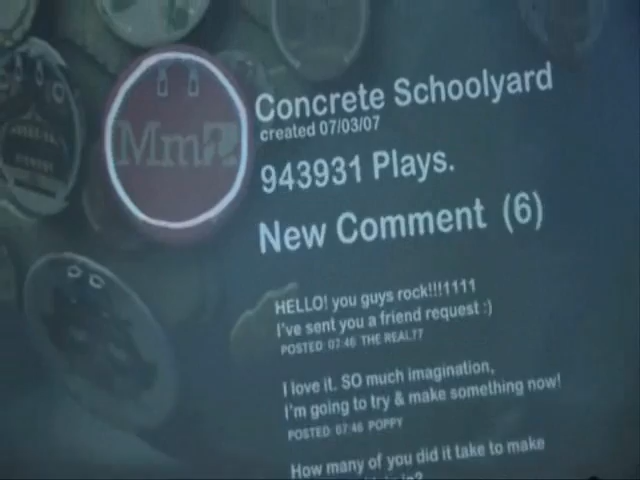 Mm
Concrete Schoolyard
created 07/03/07
943931 Plays.
New Comment (6)
HELLO! you guys rock!!!1111
I've sent you a friend request :)
POSTED 07:46 THE REAL77
I love it. SO much imagination,
I'm going to try & make something now!
POSTED 07:46 POPPY
How many of you did it take to make